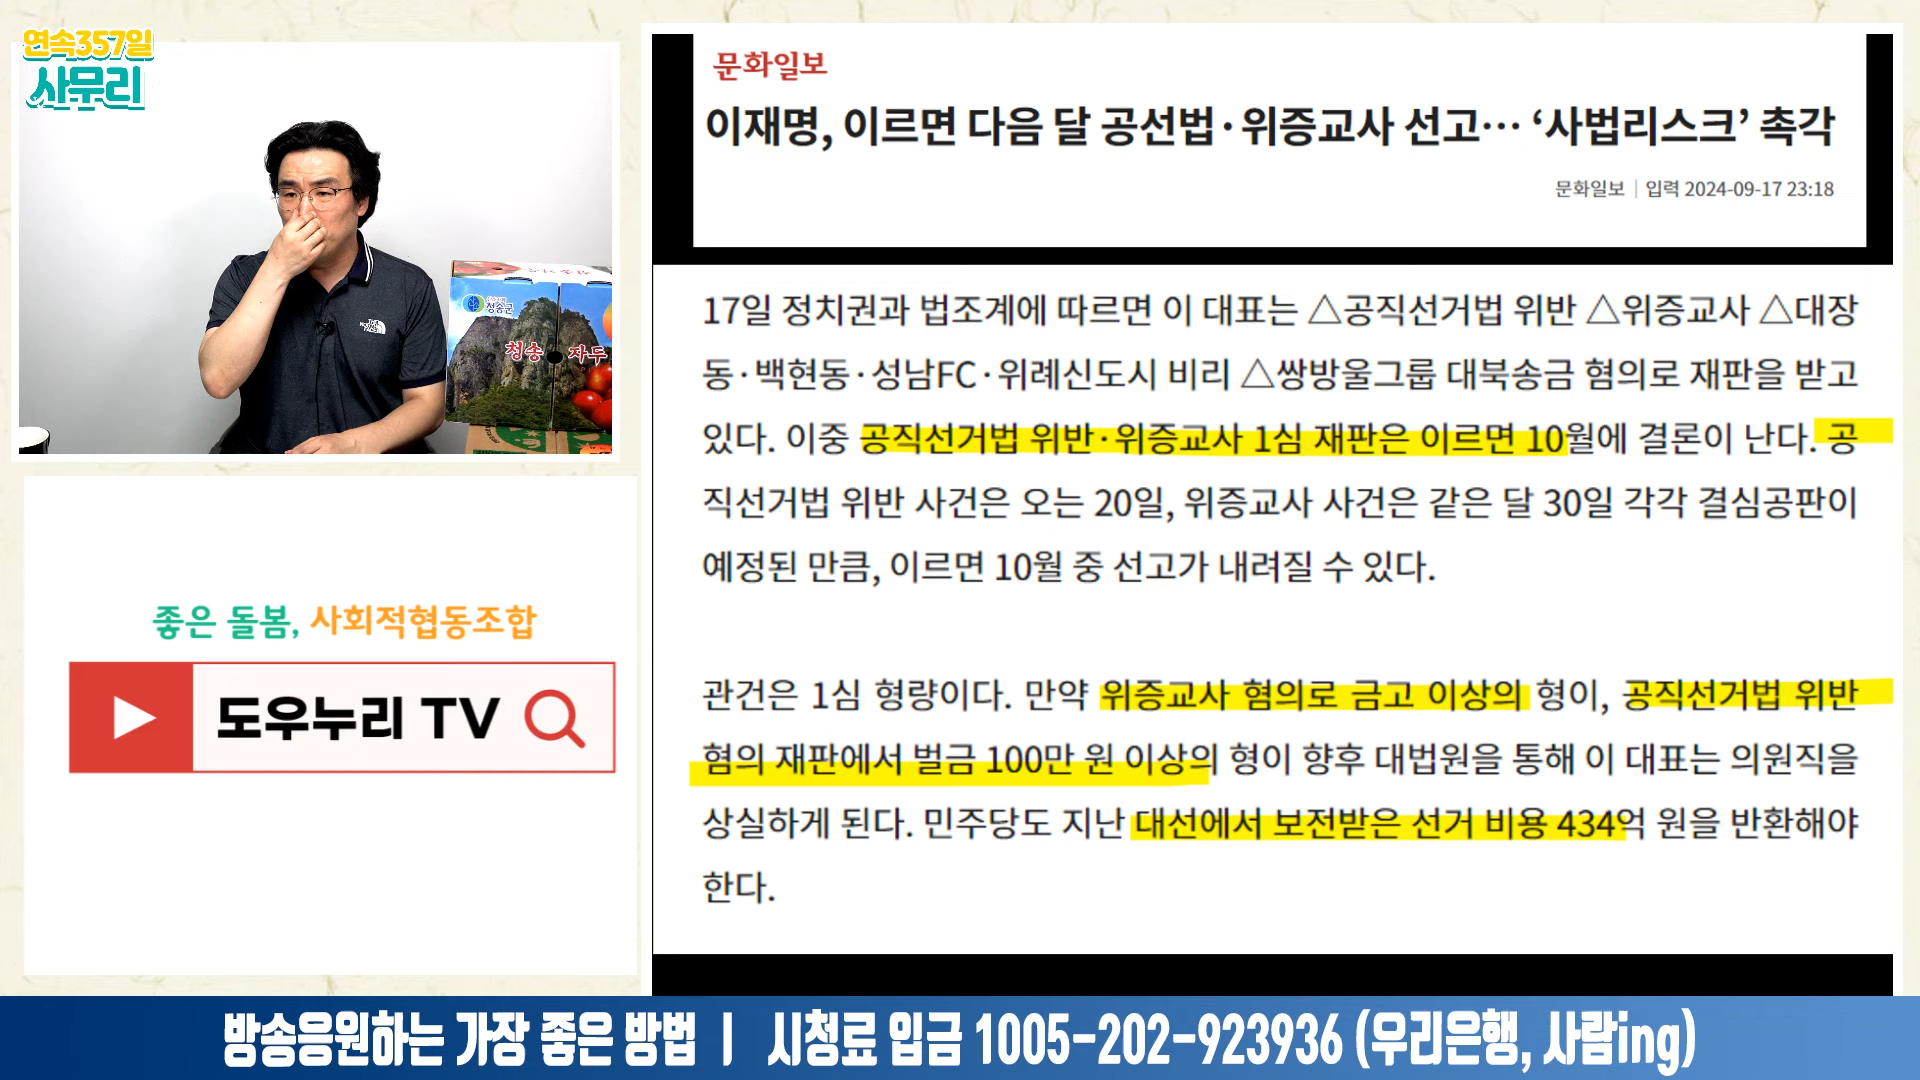 연속357일
사무리
THE NORTH FACE
청송군
청송 자두
좋은 돌봄, 사회적협동조합
도우누리 TV
문화일보
이재명, 이르면 다음 달 공선법·위증교사 선고… ‘사법리스크’ 촉각
문화일보 | 입력 2024-09-17 23:18
17일 정치권과 법조계에 따르면 이 대표는 △공직선거법 위반 △위증교사 △대장
동·백현동·성남FC·위례신도시 비리 △쌍방울그룹 대북송금 혐의로 재판을 받고
있다. 이중 공직선거법 위반·위증교사 1심 재판은 이르면 10월에 결론이 난다. 공
직선거법 위반 사건은 오는 20일, 위증교사 사건은 같은 달 30일 각각 결심공판이
예정된 만큼, 이르면 10월 중 선고가 내려질 수 있다.
관건은 1심 형량이다. 만약 위증교사 혐의로 금고 이상의 형이, 공직선거법 위반
혐의 재판에서 벌금 100만 원 이상의 형이 향후 대법원을 통해 이 대표는 의원직을
상실하게 된다. 민주당도 지난 대선에서 보전받은 선거 비용 434억 원을 반환해야
한다.
방송응원하는 가장 좋은 방법 | 시청료 입금 1005-202-923936 (우리은행, 사람ing)